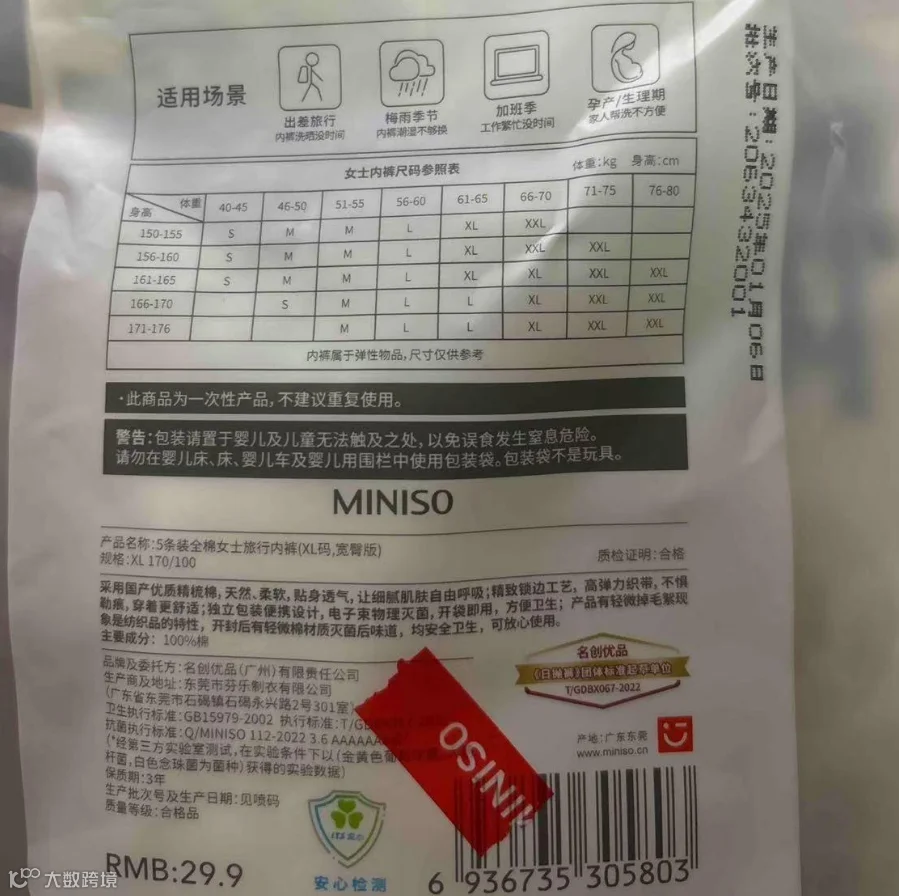 适用场景
出差旅行
内裤洗晒没时间
梅雨季节
内裤潮湿不够换
加班季
工作繁忙没时间
孕产/生理期
家人帮洗不方便
女士内裤尺码参照表 体重:kg 身高:cm
体重 身高 40-45 46-50 51-55 56-60 61-65 66-70 71-75 76-80
150-155 S M M L XL XXL
156-160 S M M L XL XXL XXL
161-165 S M M L XL XL XXL XXL
166-170 S M L L XL XXL XXL
171-176 M L L XL XXL XXL
内裤属于弹性物品,尺寸仅供参考
·此商品为一次性产品,不建议重复使用。
警告:包装请置于婴儿及儿童无法触及之处,以免误食发生窒息危险。
请勿在婴儿床、床、婴儿车及婴儿用围栏中使用包装袋。包装袋不是玩具。
MINISO
产品名称:5条装全棉女士旅行内裤(XL码,宽臀版)
规格:XL 170/100 质检证明:合格
采用国产优质精梳棉,天然、柔软,贴身透气,让细腻肌肤自由呼吸;精致锁边工艺,高弹力织带,不惧
勒痕,穿着更舒适;独立包装便携设计,电子束物理灭菌,开袋即用,方便卫生;产品有轻微掉毛絮现
象是纺织品的特性,开封后有轻微棉材质灭菌后味道,均安全卫生,可放心使用。
主要成分:100%棉
品牌及委托方:名创优品(广州)有限责任公司
生产商及地址:东莞市芬乐制衣有限公司
(广东省东莞市石碣镇石碣永兴路2号301室)
卫生执行标准:GB15979-2002 执行标准:T/G
抗菌执行标准:Q/MINISO 112-2022 3.6 AAAAAA
(*经第三方实验室测试,在实验条件下以(金黄色葡
杆菌,白色念珠菌为菌种)获得的实验数据)
保质期:3年
生产批次号及生产日期:见喷码
质量等级:合格品
RMB:29.9
安心检测
名创优品
《日抛裤》团体标准起草单位
T/GDBX067-2022
产地:广东东莞
www.miniso.cn
MINISO
6 936735 305803
生产日期:2025年01月06日
批次号:2063432001
大数跨境